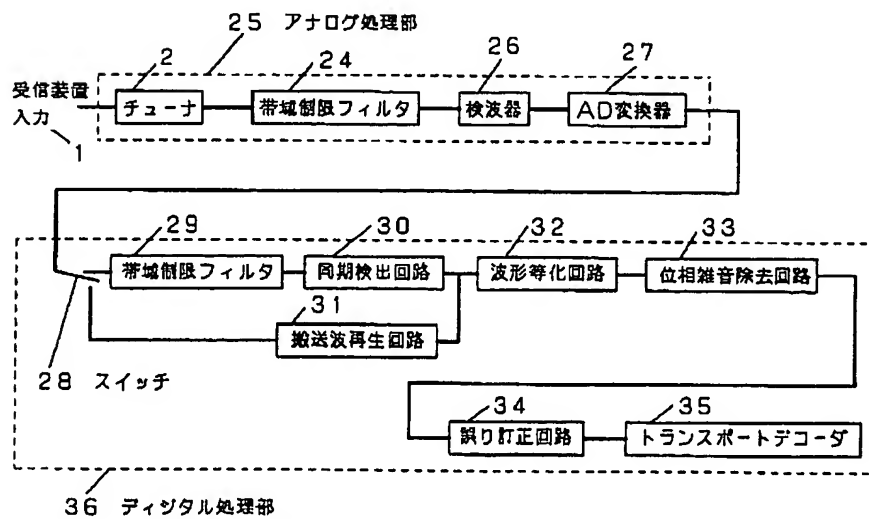 25 アナログ処理部
2 24 26 27
受信装置
入力
1
チューナ 帯域制限フィルタ 検波器 AD変換器
29 30 32 33
帯域制限フィルタ 同期検出回路 波形等化回路 位相雑音除去回路
31
搬送波再生回路
28 スイッチ
34 35
誤り訂正回路 トランスポートデコーダ
36 ディジタル処理部